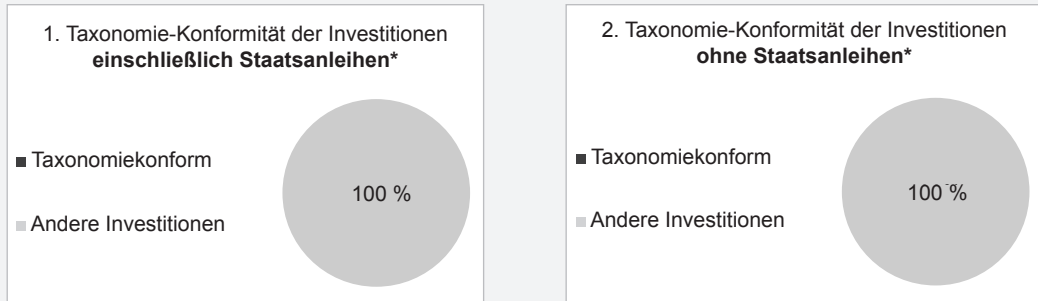 1. Taxonomie-Konformität der Investitionen
einschließlich Staatsanleihen*
Taxonomiekonform
100 %
Andere Investitionen
2. Taxonomie-Konformität der Investitionen
ohne Staatsanleihen*
Taxonomiekonform
100 %
Andere Investitionen